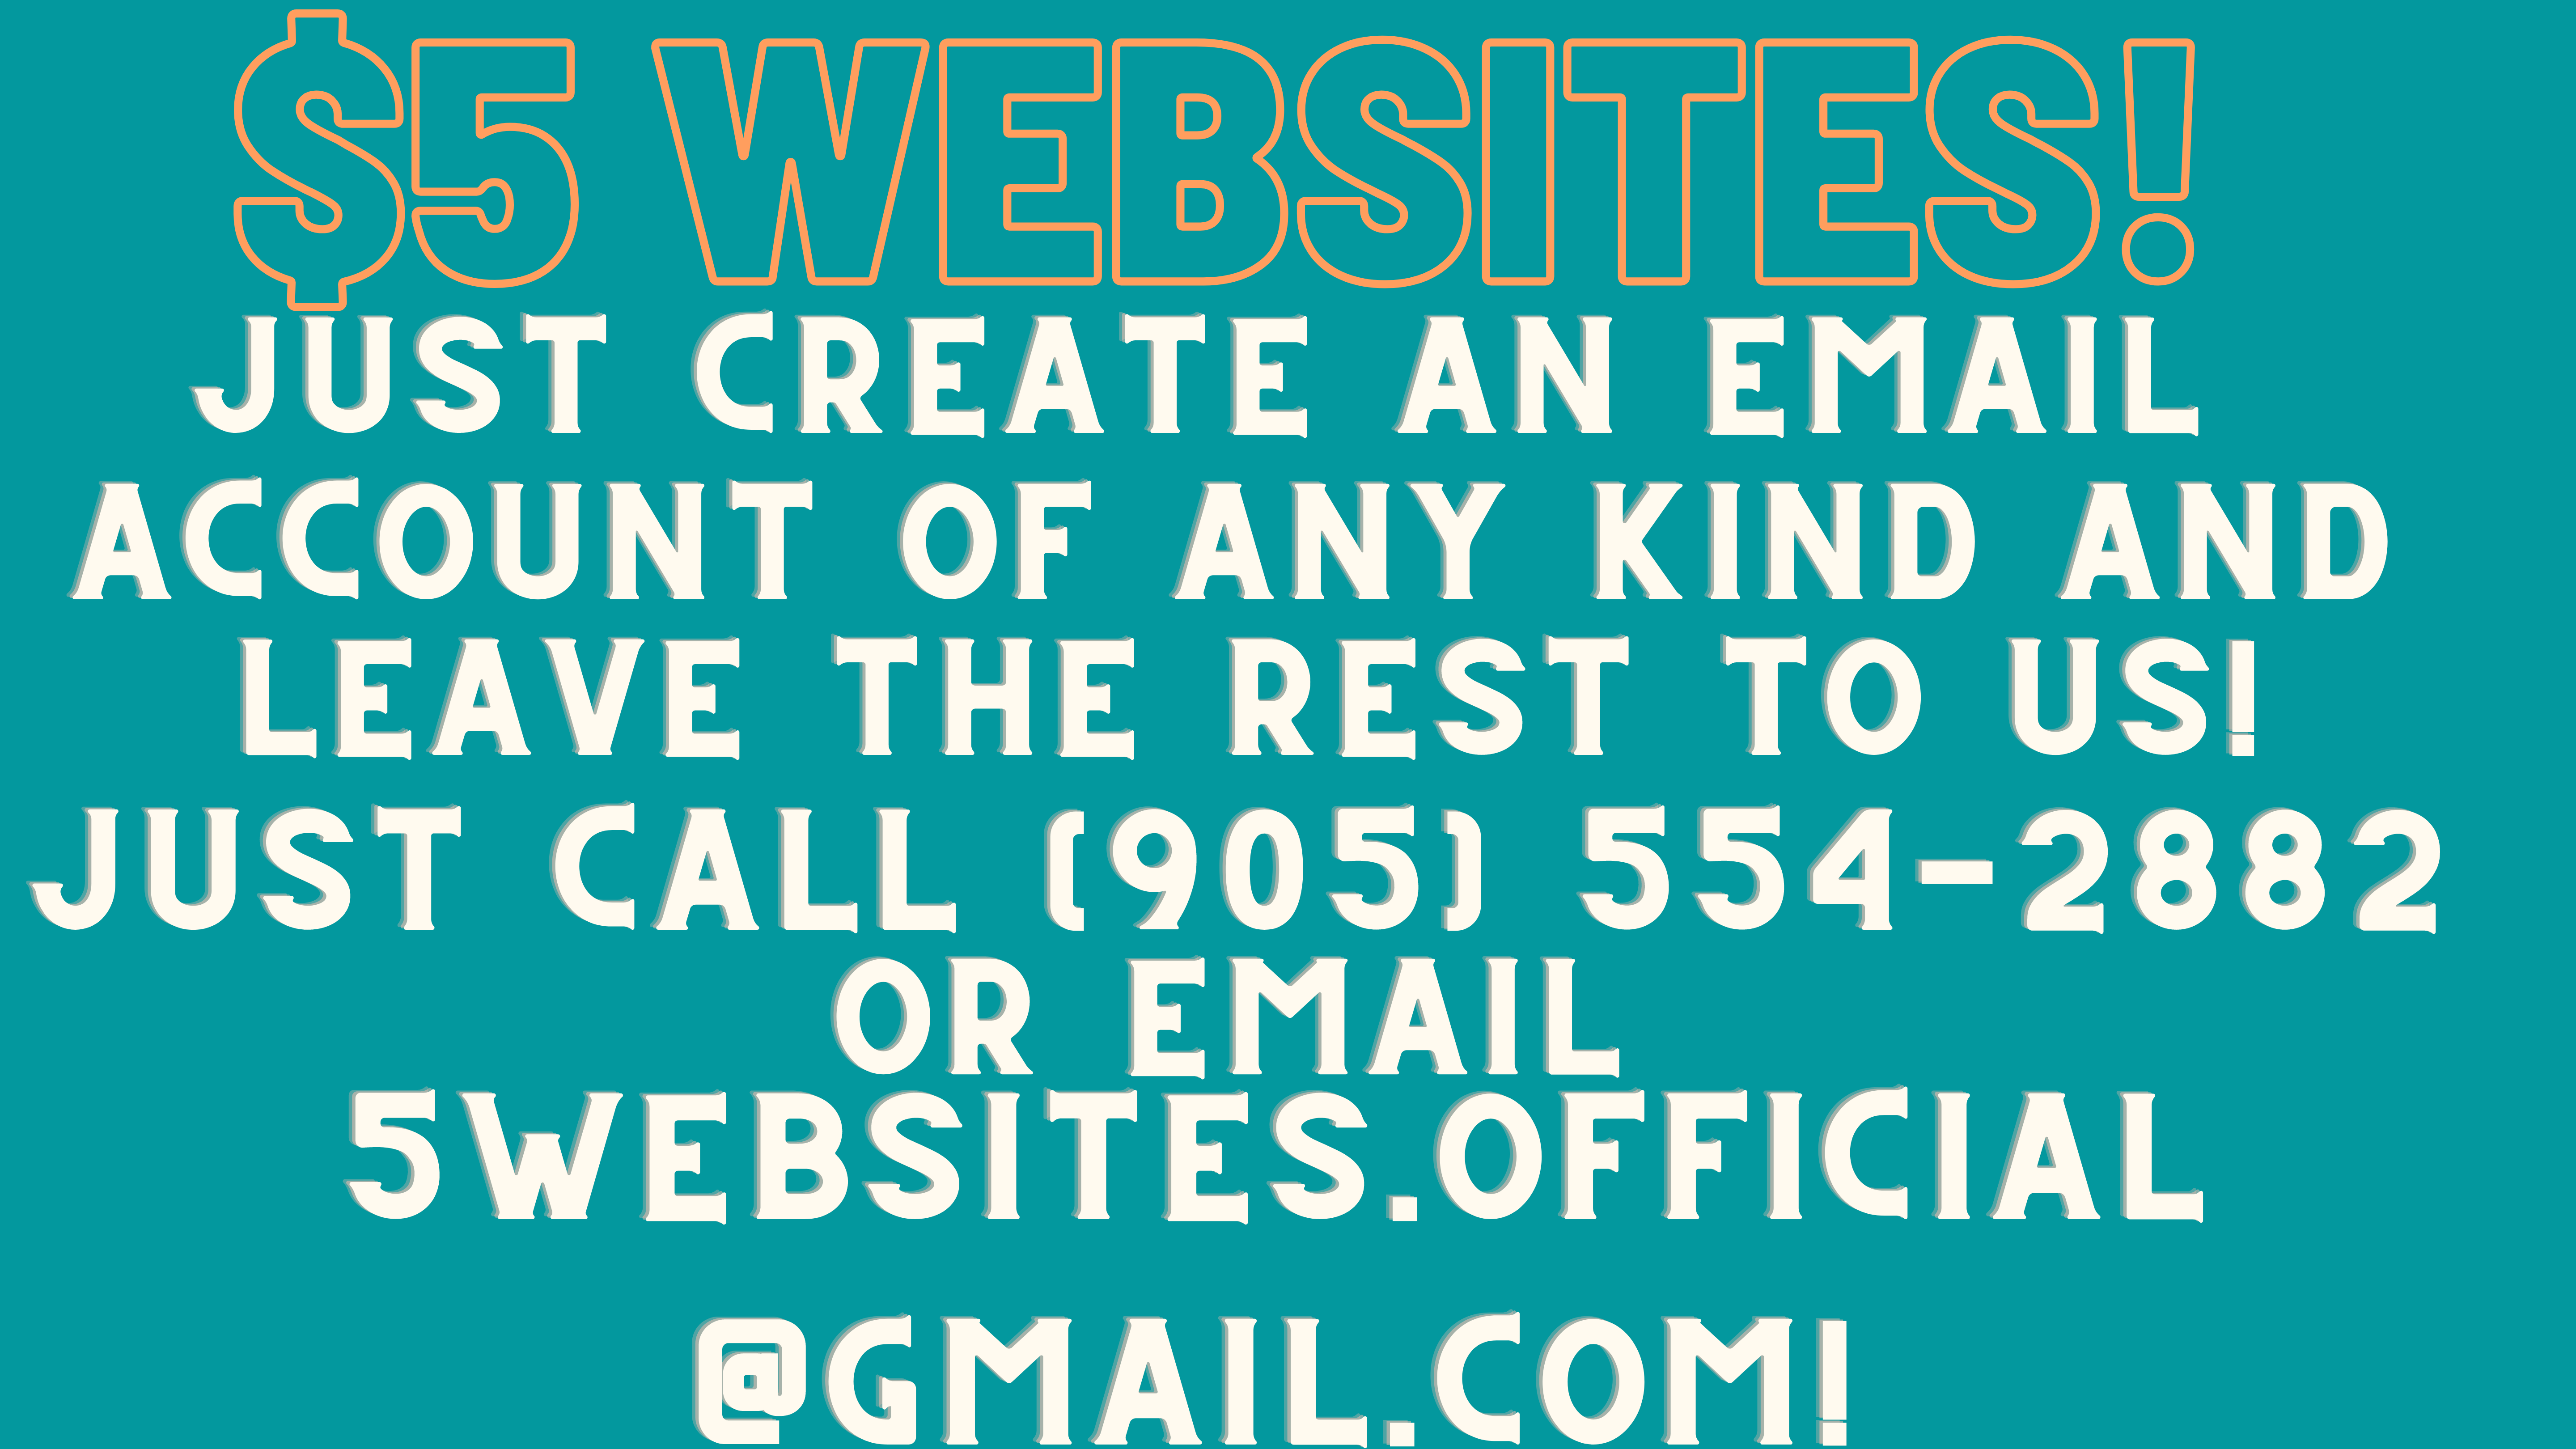 $5 WEBSITES!
JUST CREATE AN EMAIL
ACCOUNT OF ANY KIND AND
LEAVE THE REST TO US!
JUST CALL (905) 554-2882
OR EMAIL
5WEBSITES.OFFICIAL
@GMAIL.COM!